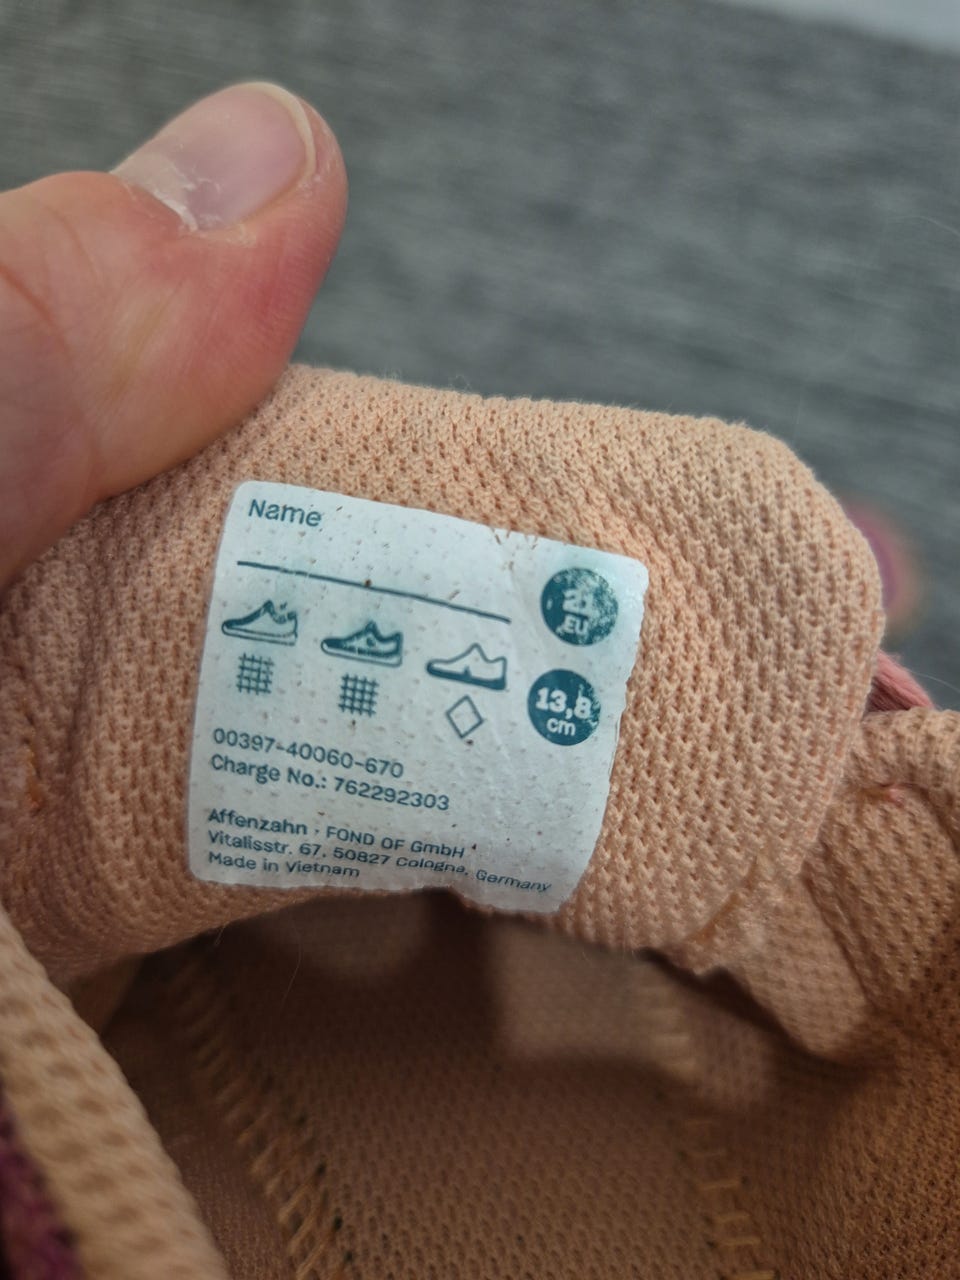 Name
EU
13,8
cm
00397-40060-670
Charge No.: 762292303
Affenzahn · FOND OF GmbH
Vitalisstr. 67, 50827 Cologne, Germany
Made in Vietnam